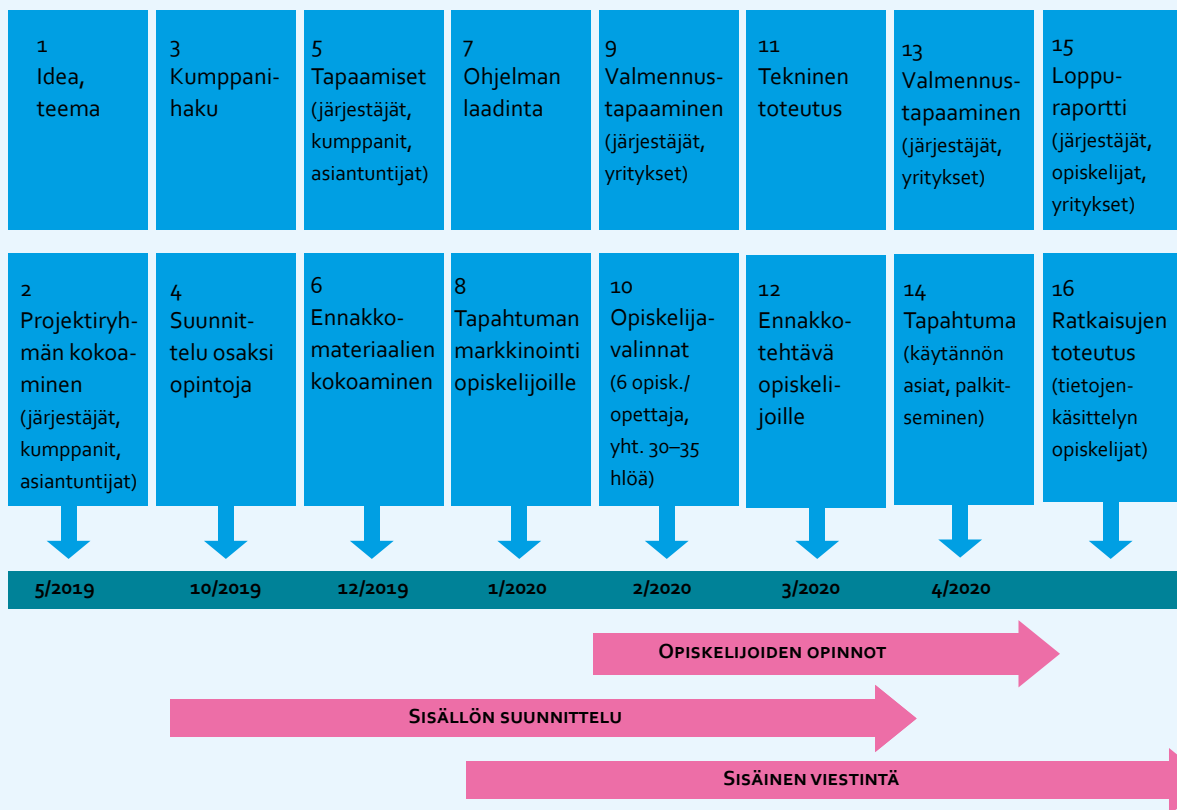 1
Idea,
teema
3
Kumppani-
haku
5
Tapaamiset
(järjestäjät,
kumppanit,
asiantuntijat)
7
Ohjelman
laadinta
9
Valmennus-
tapaaminen
(järjestäjät,
yritykset)
11
Tekninen
toteutus
13
Valmennus-
tapaaminen
(järjestäjät,
yritykset)
15
Loppu-
raportti
(järjestäjät,
opiskelijat,
yritykset)
2
Projektiryh-
män kokoa-
minen
(järjestäjät,
kumppanit,
asiantuntijat)
4
Suunnit-
telu osaksi
opintoja
6
Ennakko-
materiaalien
kokoaminen
8
Tapahtuman
markkinointi
opiskelijoille
10
Opiskelija-
valinnat
(6 opisk./
opettaja,
yht. 30–35
hlöä)
12
Ennakko-
tehtävä
opiskeli-
joille
14
Tapahtuma
(käytännön
asiat, palkit-
seminen)
16
Ratkaisujen
toteutus
(tietojen-
käsittelyn
opiskelijat)
5/2019 10/2019 12/2019 1/2020 2/2020 3/2020 4/2020
Opiskelijoiden opinnot
Sisällön suunnittelu
Sisäinen viestintä